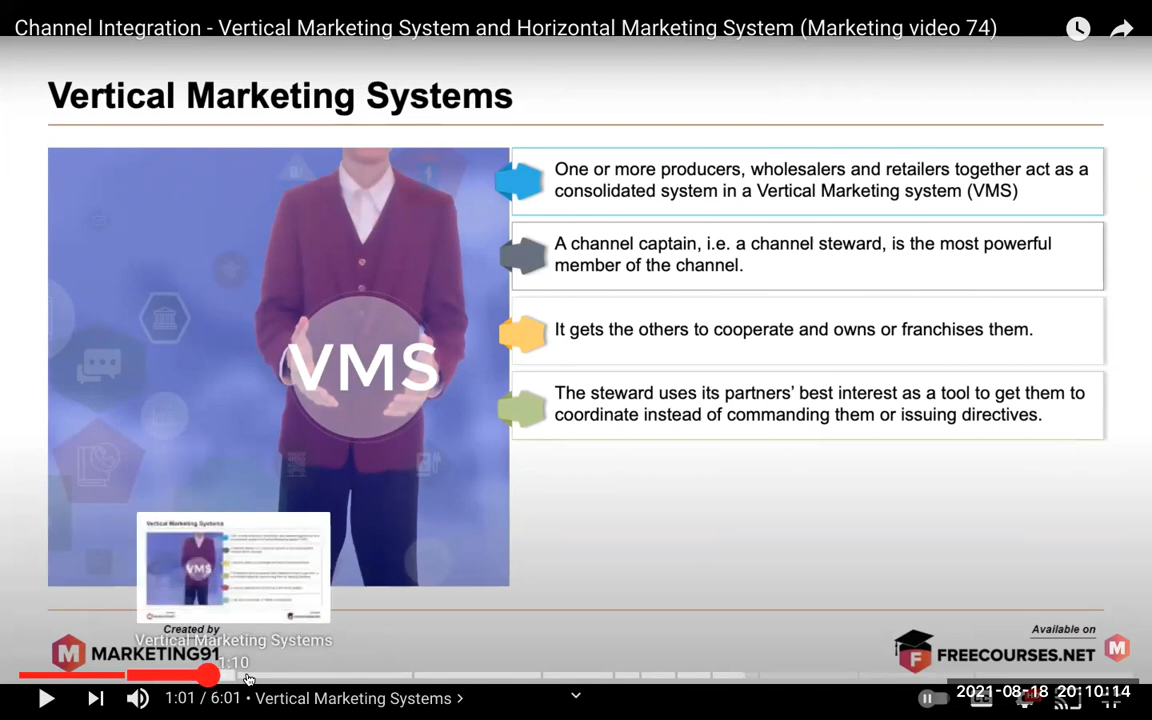 Channel Integration - Vertical Marketing System and Horizontal Marketing System (Marketing video 74)
Vertical Marketing Systems
One or more producers, wholesalers and retailers together act as a
consolidated system in a Vertical Marketing system (VMS)
A channel captain, i.e. a channel steward, is the most powerful
member of the channel.
It gets the others to cooperate and owns or franchises them.
The steward uses its partners' best interest as a tool to get them to
coordinate instead of commanding them or issuing directives.
VMS
Vertical Marketing Systems
VMS
Created by
MARKETING91
Vertical Marketing Systems
1:10
Available on
FREECOURSES.NET
1:01 / 6:01 • Vertical Marketing Systems
2021-08-18 20:10:14